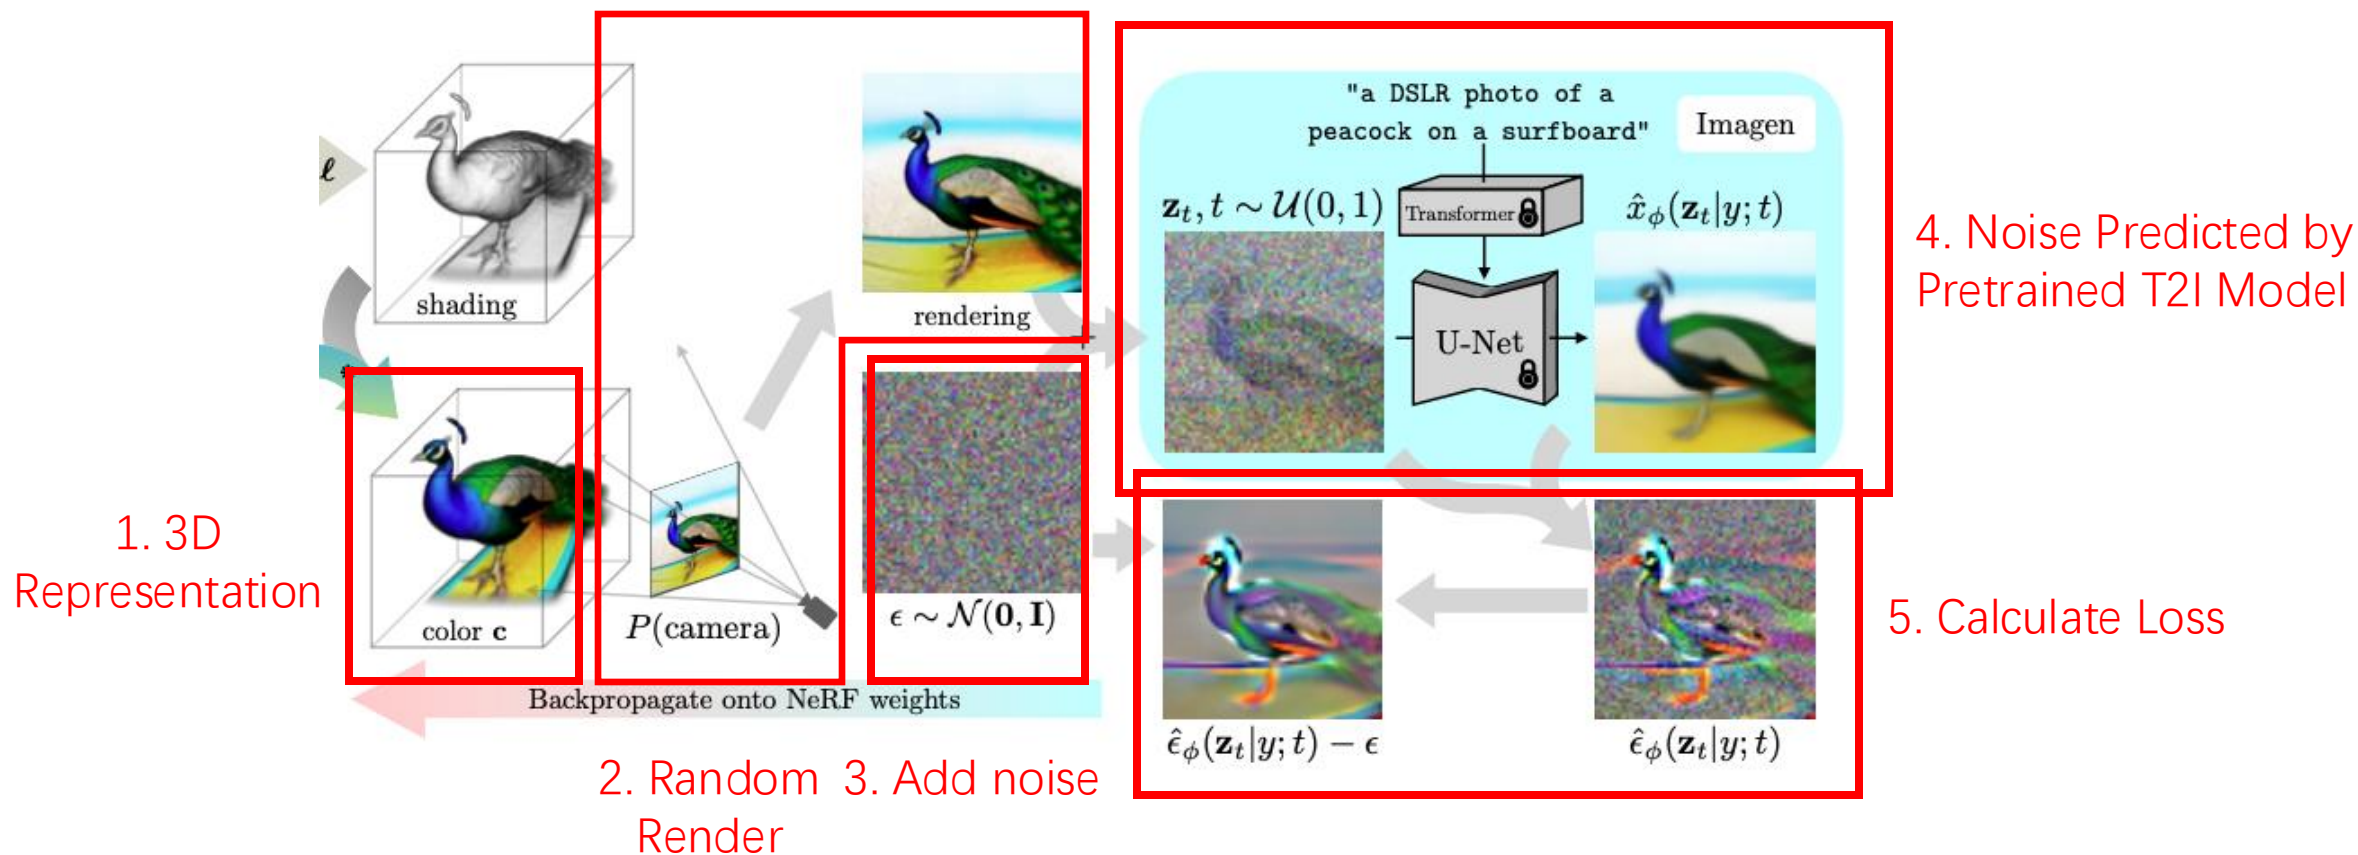 ℓ
shading
color c
1. 3D
Representation
P(camera)
rendering
ϵ ∼ 𝒩(0, I)
Backpropagate onto NeRF weights
2. Random
Render
3. Add noise
"a DSLR photo of a
peacock on a surfboard"
Imagen
z_t, t ∼ 𝒰(0, 1)
Transformer
x̂_ϕ(z_t|y; t)
U-Net
4. Noise Predicted by
Pretrained T2I Model
ϵ̂_ϕ(z_t|y; t) − ϵ
ϵ̂_ϕ(z_t|y; t)
5. Calculate Loss